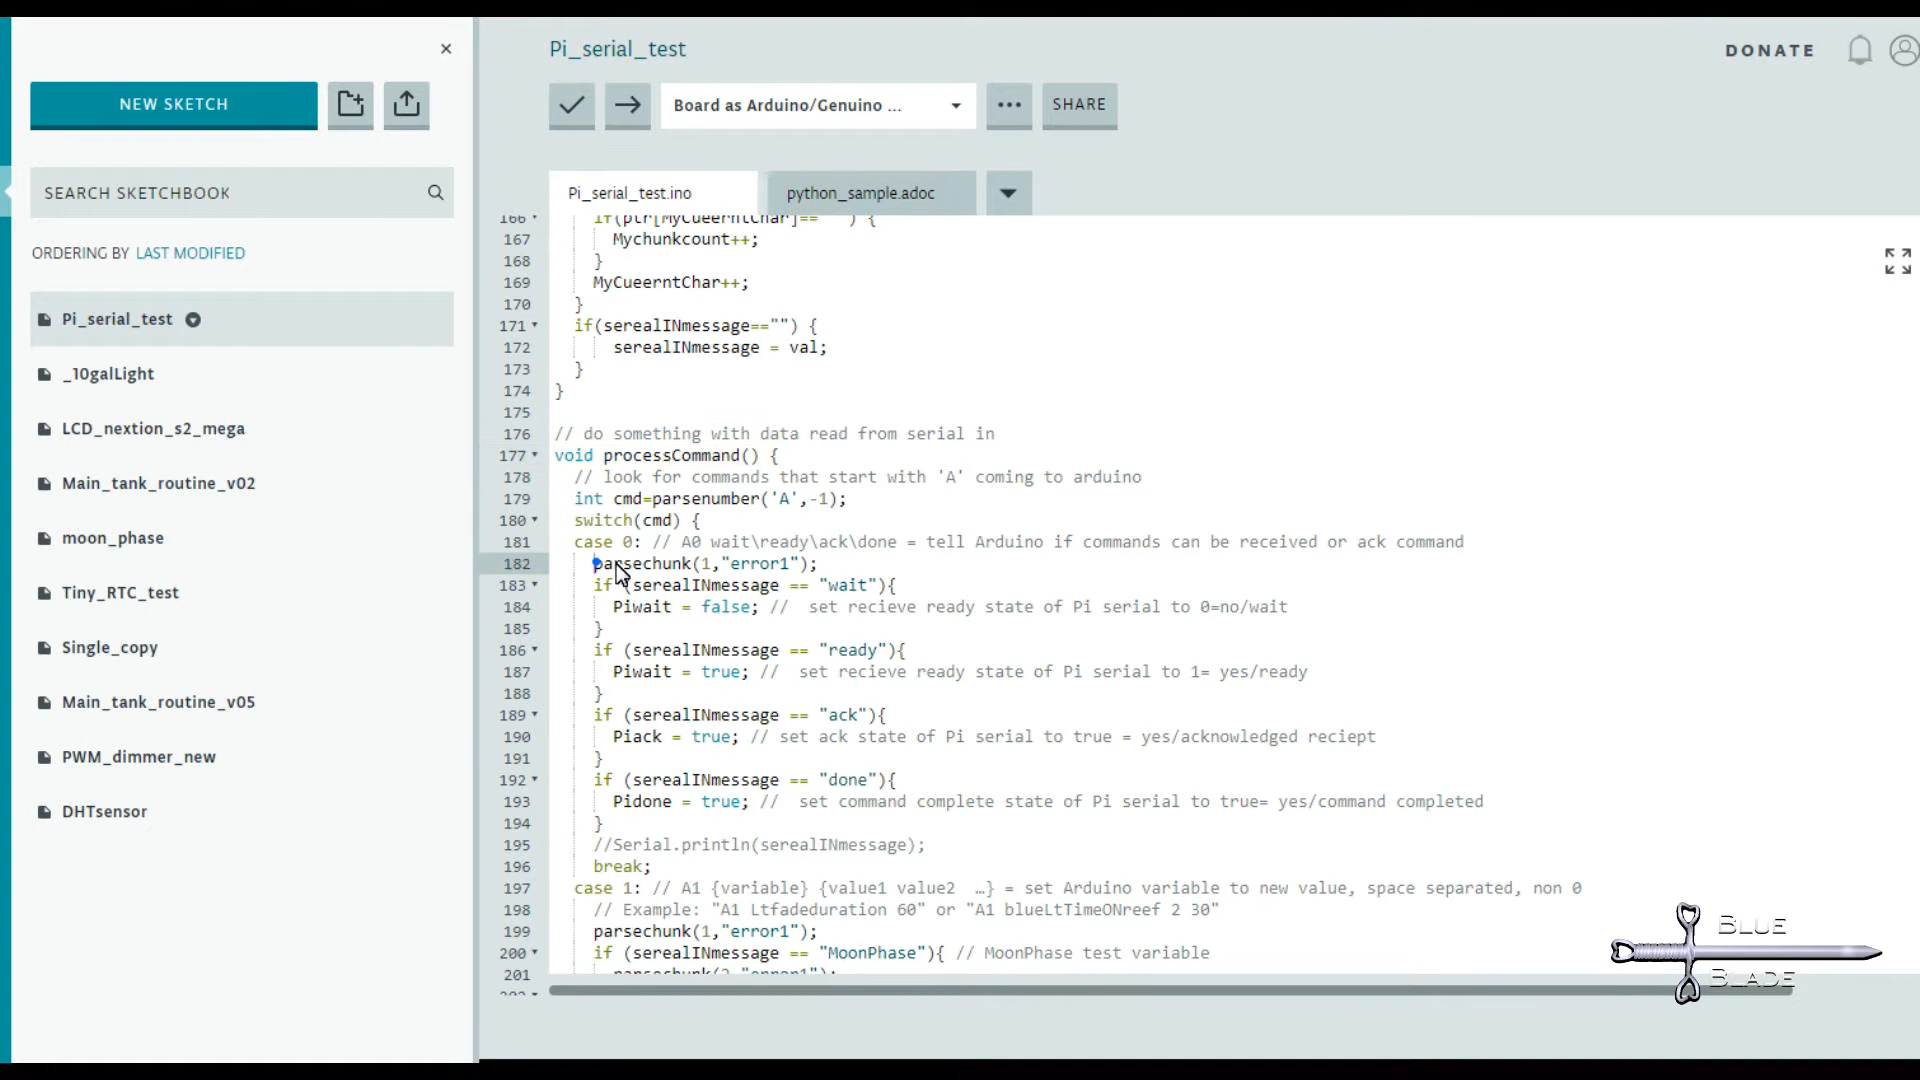 Pi_serial_test
DONATE
NEW SKETCH
Board as Arduino/Genuino ...
SHARE
SEARCH SKETCHBOOK
Pi_serial_test.ino
python_sample.adoc
ORDERING BY LAST MODIFIED
Pi_serial_test
_10galLight
LCD_nextion_s2_mega
Main_tank_routine_v02
moon_phase
Tiny_RTC_test
Single_copy
Main_tank_routine_v05
PWM_dimmer_new
DHTsensor
166 if(ptr[MyCueerntChar]== ) {
167 Mychunkcount++;
168 }
169 MyCueerntChar++;
170 }
171 if(serealINmessage=="") {
172 serealINmessage = val;
173 }
174 }
175
176 // do something with data read from serial in
177 void processCommand() {
178 // look for commands that start with 'A' coming to arduino
179 int cmd=parsenumber('A',-1);
180 switch(cmd) {
181 case 0: // A0 wait\ready\ack\done = tell Arduino if commands can be received or ack command
182 parsechunk(1,"error1");
183 if (serealINmessage == "wait"){
184 Piwait = false; // set recieve ready state of Pi serial to 0=no/wait
185 }
186 if (serealINmessage == "ready"){
187 Piwait = true; // set recieve ready state of Pi serial to 1= yes/ready
188 }
189 if (serealINmessage == "ack"){
190 Piack = true; // set ack state of Pi serial to true = yes/acknowledged reciept
191 }
192 if (serealINmessage == "done"){
193 Pidone = true; // set command complete state of Pi serial to true= yes/command completed
194 }
195 //Serial.println(serealINmessage);
196 break;
197 case 1: // A1 {variable} {value1 value2 …} = set Arduino variable to new value, space separated, non 0
198 // Example: "A1 Ltfadeduration 60" or "A1 blueLtTimeONreef 2 30"
199 parsechunk(1,"error1");
200 if (serealINmessage == "MoonPhase"){ // MoonPhase test variable
201 parsechunk(2,"error1");
BLUE
BLADE